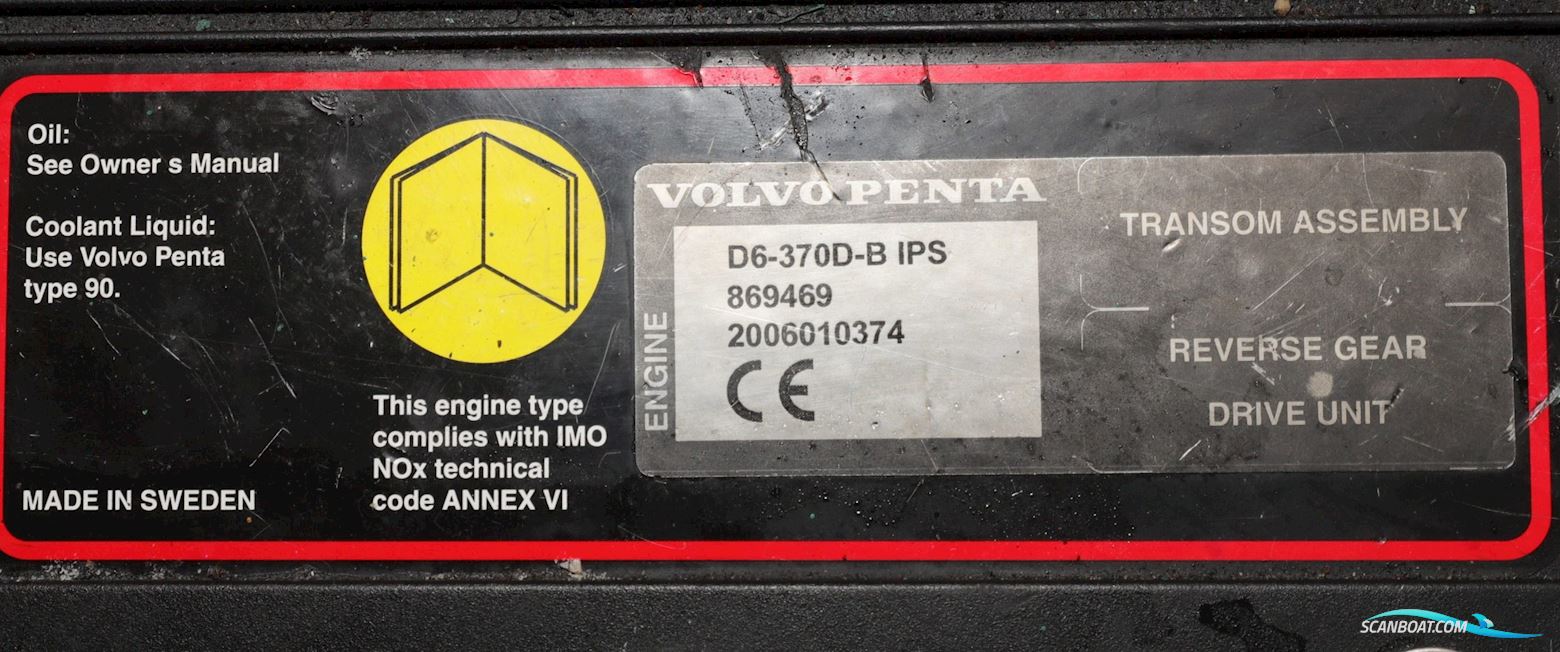 Oil:
See Owner s Manual
Coolant Liquid:
Use Volvo Penta
type 90.
MADE IN SWEDEN
This engine type
complies with IMO
NOx technical
code ANNEX VI
VOLVO PENTA
ENGINE
D6-370D-B IPS
869469
2006010374
CE
TRANSOM ASSEMBLY
REVERSE GEAR
DRIVE UNIT
SCANBOAT.COM